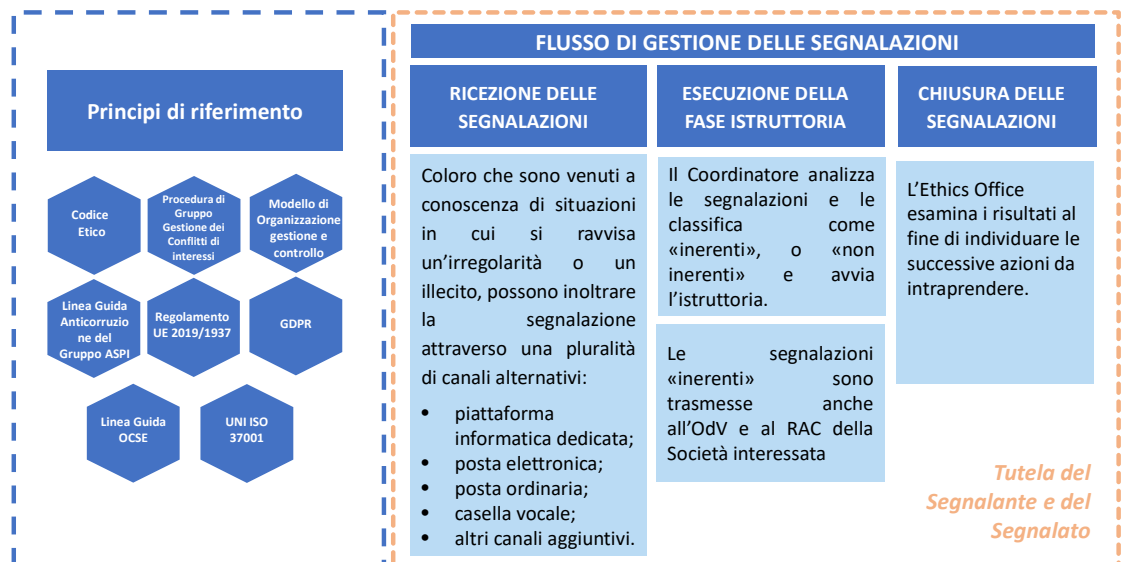 Principi di riferimento
Codice
Etico
Procedura di
Gruppo
Gestione dei
Conflitti di
interessi
Modello di
Organizzazione
gestione e
controllo
Linea Guida
Anticorruzio
ne del
Gruppo ASPI
Regolamento
UE 2019/1937
GDPR
Linea Guida
OCSE
UNI ISO
37001
FLUSSO DI GESTIONE DELLE SEGNALAZIONI
RICEZIONE DELLE
SEGNALAZIONI
Coloro che sono venuti a
conoscenza di situazioni
in cui si ravvisa
un’irregolarità o un
illecito, possono inoltrare
la segnalazione
attraverso una pluralità
di canali alternativi:
• piattaforma
informatica dedicata;
• posta elettronica;
• posta ordinaria;
• casella vocale;
• altri canali aggiuntivi.
ESECUZIONE DELLA
FASE ISTRUTTORIA
Il Coordinatore analizza
le segnalazioni e le
classifica come
«inerenti», o «non
inerenti» e avvia
l’istruttoria.
Le segnalazioni
«inerenti» sono
trasmesse anche
all’OdV e al RAC della
Società interessata
CHIUSURA DELLE
SEGNALAZIONI
L’Ethics Office
esamina i risultati al
fine di individuare le
successive azioni da
intraprendere.
Tutela del
Segnalante e del
Segnalato